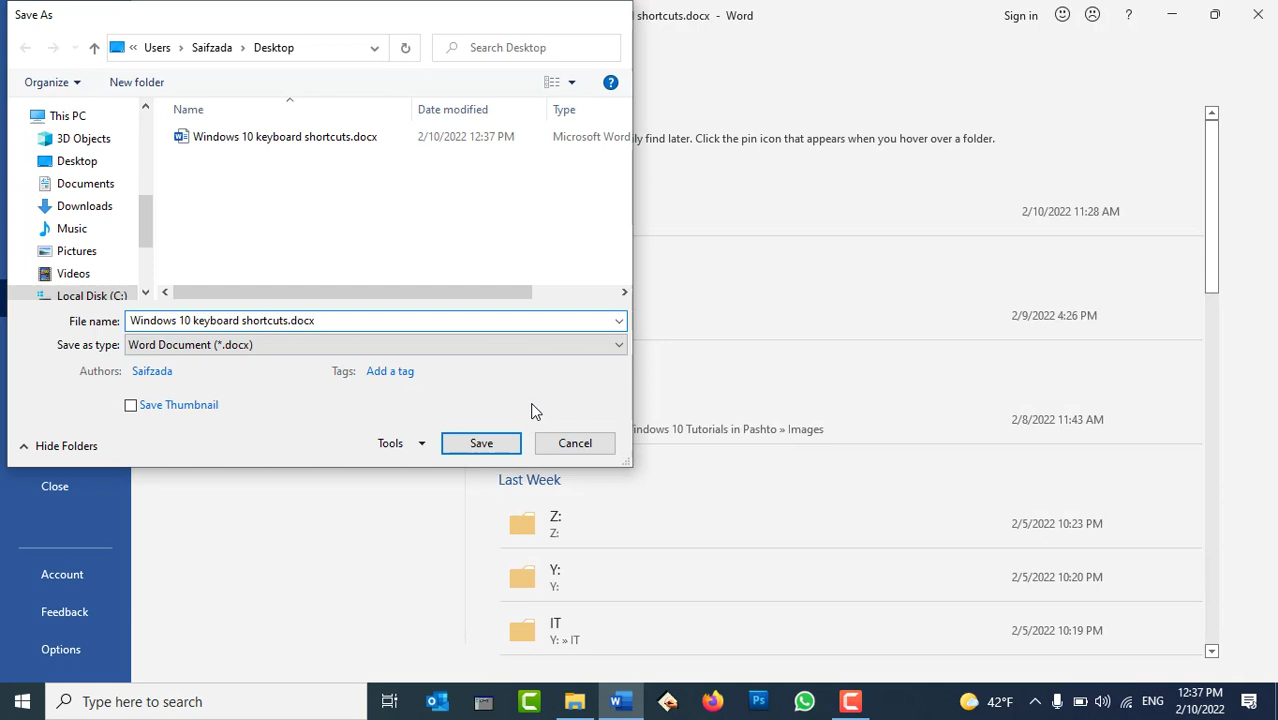 Save As
shortcuts.docx - Word
Sign in
?
« Users > Saifzada > Desktop
Search Desktop
Organize
New folder
?
This PC
3D Objects
Desktop
Documents
Downloads
Music
Pictures
Videos
Local Disk (C:)
Name
Date modified
Type
Windows 10 keyboard shortcuts.docx
2/10/2022 12:37 PM
Microsoft Word
File name: Windows 10 keyboard shortcuts.docx
Save as type: Word Document (*.docx)
Authors: Saifzada
Tags: Add a tag
Save Thumbnail
Hide Folders
Tools
Save
Cancel
ily find later. Click the pin icon that appears when you hover over a folder.
2/10/2022 11:28 AM
2/9/2022 4:26 PM
2/8/2022 11:43 AM
indows 10 Tutorials in Pashto » Images
Last Week
Z:
Z:
2/5/2022 10:23 PM
Y:
Y:
2/5/2022 10:20 PM
IT
Y: » IT
2/5/2022 10:19 PM
Close
Account
Feedback
Options
Type here to search
Ps
42°F
ENG
12:37 PM
2/10/2022